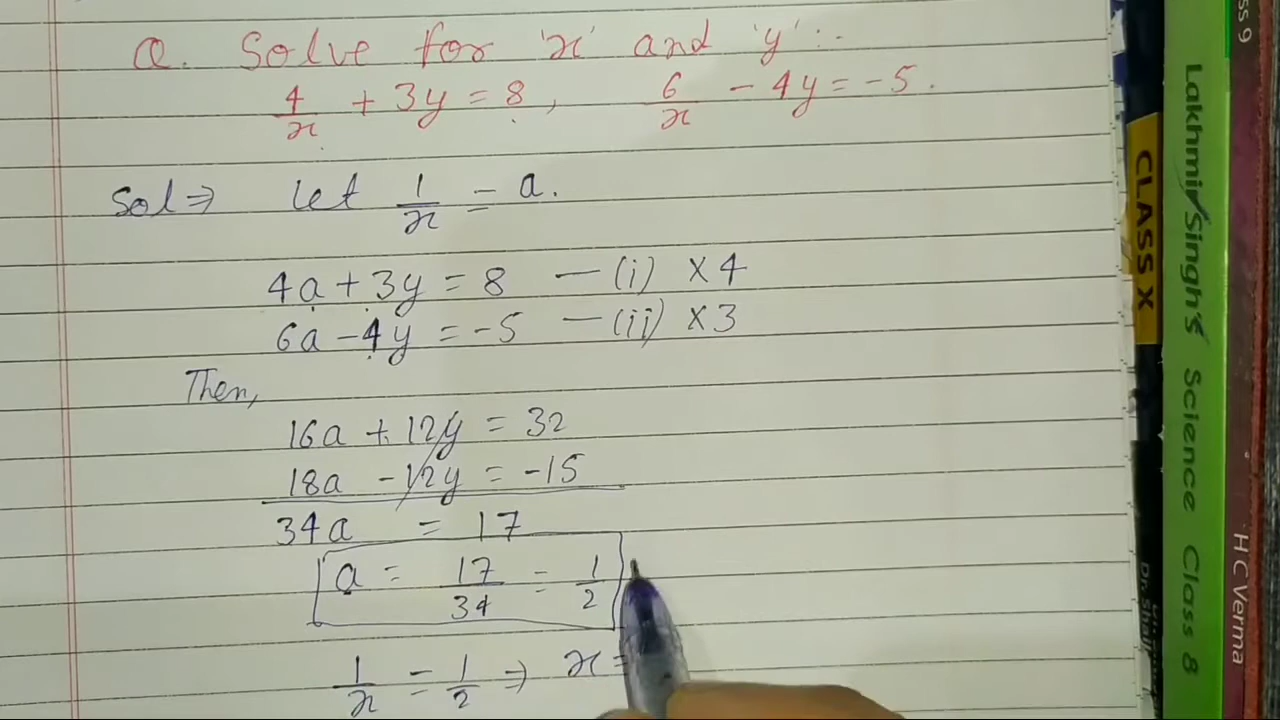 Q. Solve for 'x' and 'y' :-
4/x + 3y = 8, 6/x - 4y = -5.
Sol ⇒ let 1/x = a.
4a + 3y = 8 — (i) × 4
6a - 4y = -5 — (ii) × 3
Then,
16a + 12y = 32
18a - 12y = -15
34a = 17
a = 17/34 = 1/2
1/x = 1/2 ⇒ x =
CLASS X
Lakhmir Singh's Science Class 8
ss 9
H C Verma